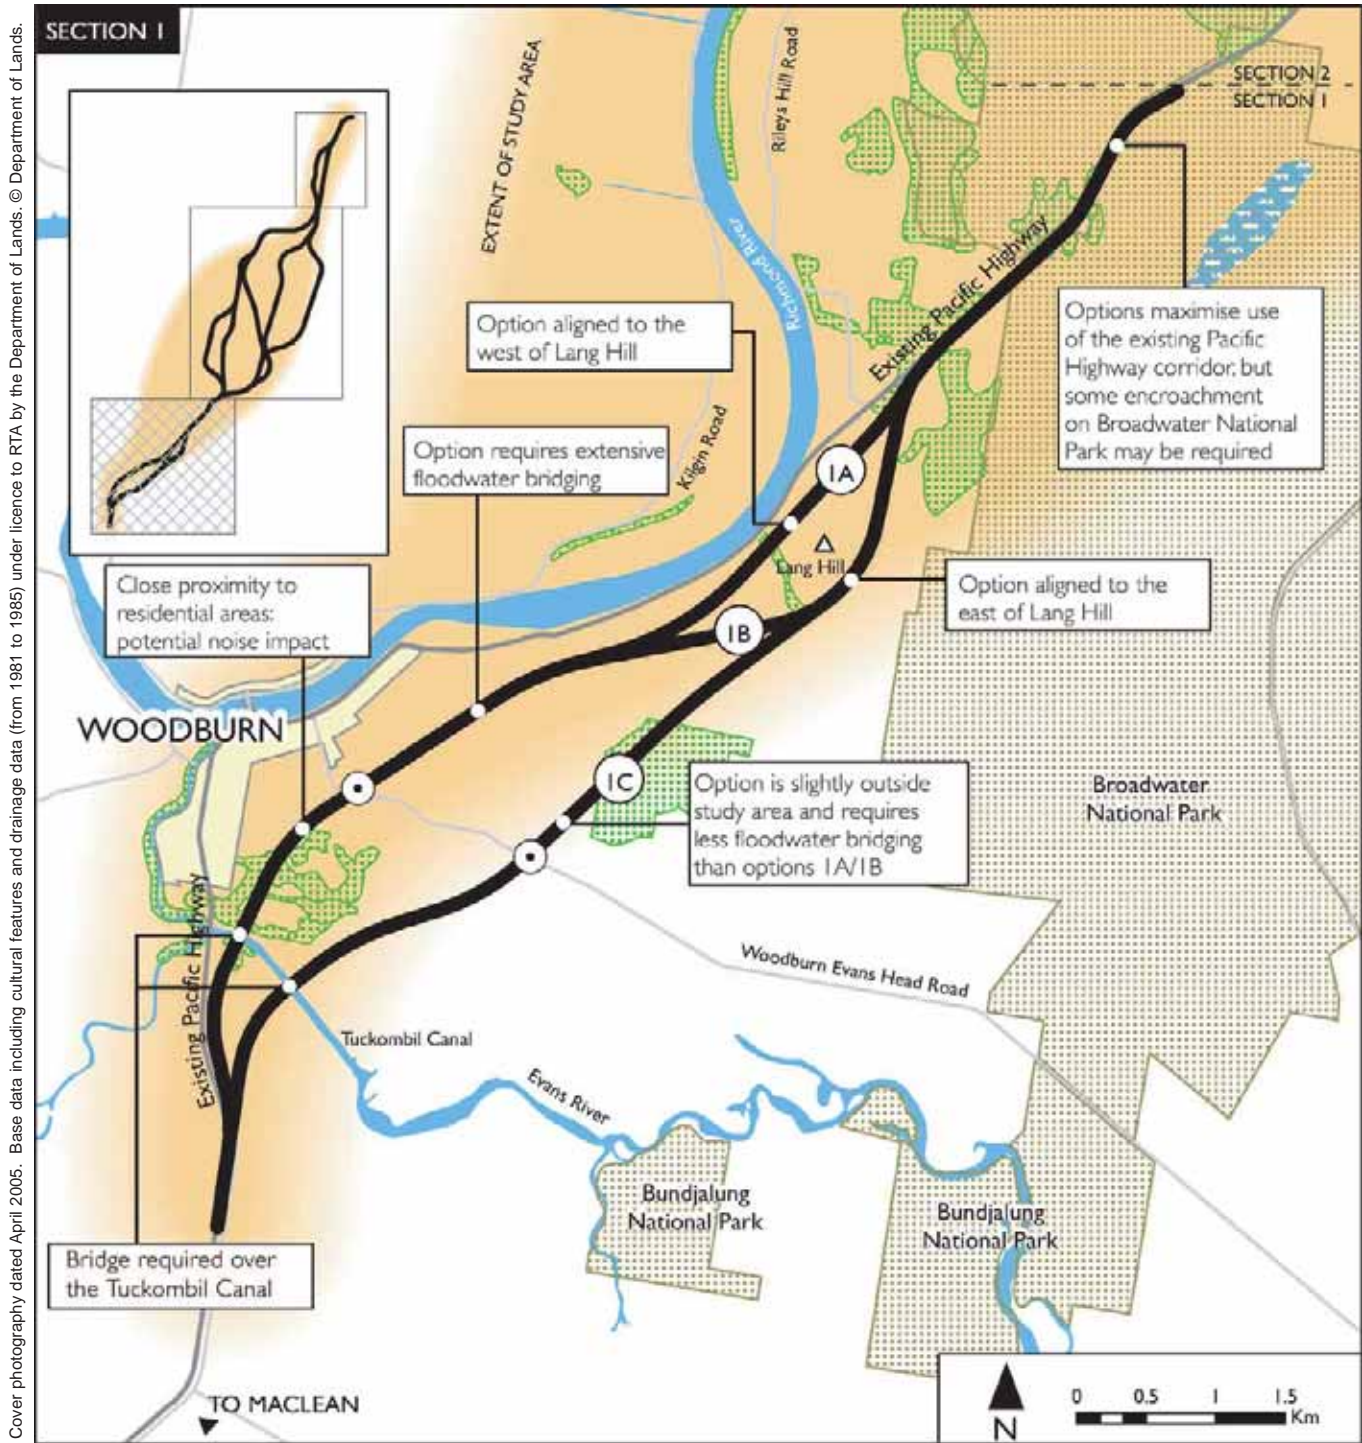 SECTION 1
Cover photography dated April 2005.  Base data including cultural features and drainage data (from 1981 to 1985) under licence to RTA by the Department of Lands. © Department of Lands.
EXTENT OF STUDY AREA
Rileys Hill Road
SECTION 2
SECTION 1
Richmond River
Existing Pacific Highway
Option aligned to the
west of Lang Hill
Options maximise use
of the existing Pacific
Highway corridor, but
some encroachment
on Broadwater National
Park may be required
Option requires extensive
floodwater bridging
Kilgin Road
1A
Lang Hill
Close proximity to
residential areas:
potential noise impact
Option aligned to the
east of Lang Hill
1B
WOODBURN
1C
Option is slightly outside
study area and requires
less floodwater bridging
than options 1A/1B
Broadwater
National Park
Existing Pacific Highway
Woodburn Evans Head Road
Tuckombil Canal
Evans River
Bundjalung
National Park
Bundjalung
National Park
Bridge required over
the Tuckombil Canal
TO MACLEAN
N
0 0.5 1 1.5
Km